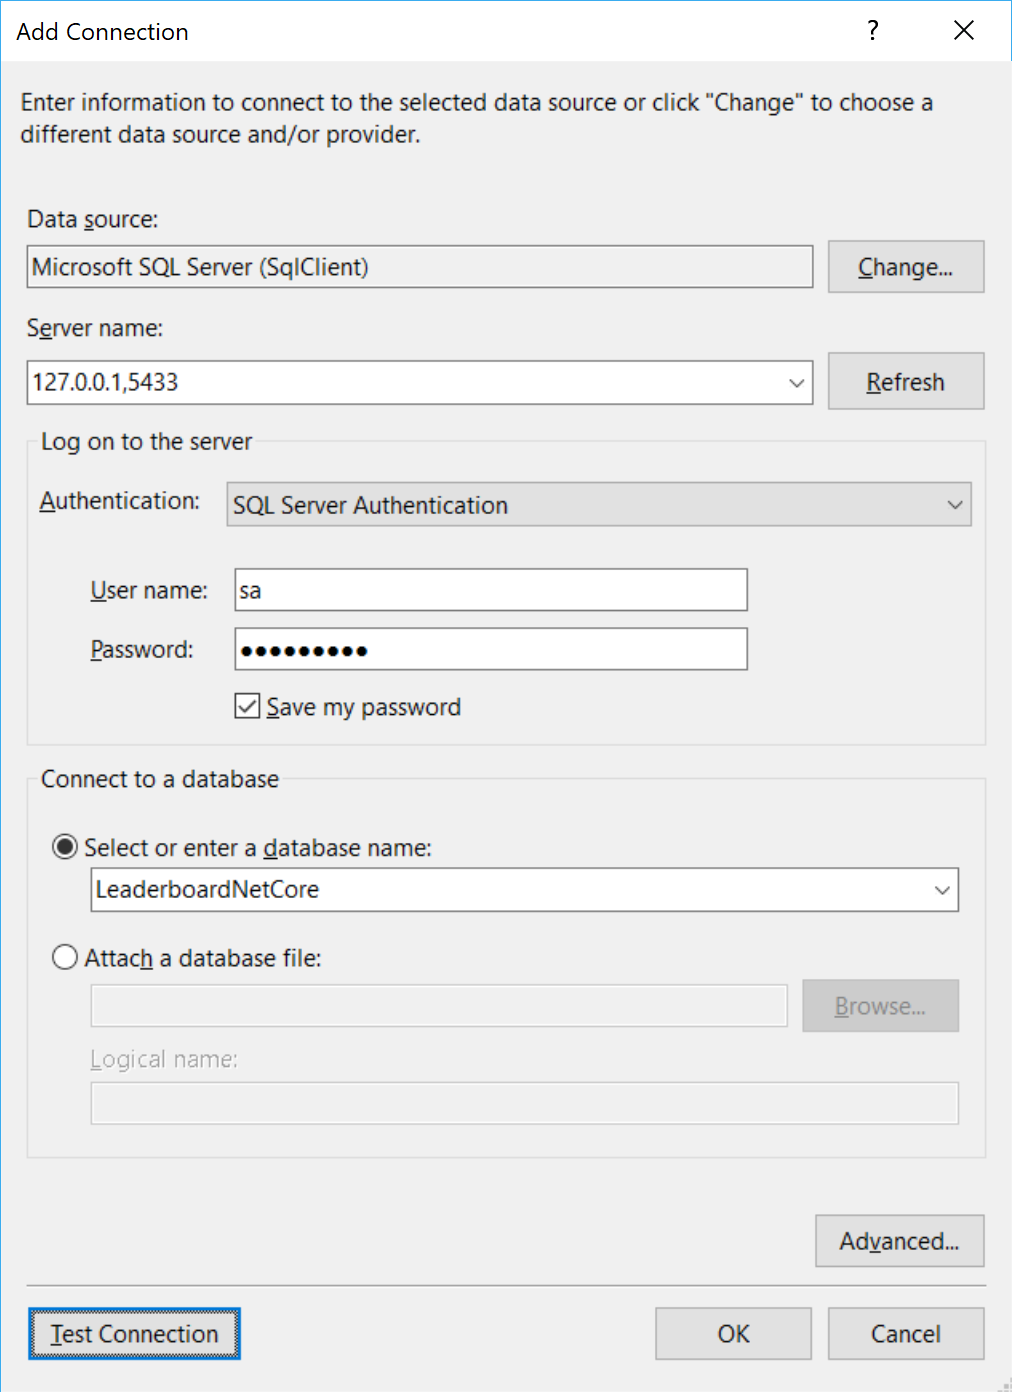 Add Connection
?
Enter information to connect to the selected data source or click "Change" to choose a
different data source and/or provider.
Data source:
Microsoft SQL Server (SqlClient)
Change...
Server name:
127.0.0.1,5433
Refresh
Log on to the server
Authentication:
SQL Server Authentication
User name:
sa
Password:
●●●●●●●●●
Save my password
Connect to a database
Select or enter a database name:
LeaderboardNetCore
Attach a database file:
Browse...
Logical name:
Advanced...
Test Connection
OK
Cancel